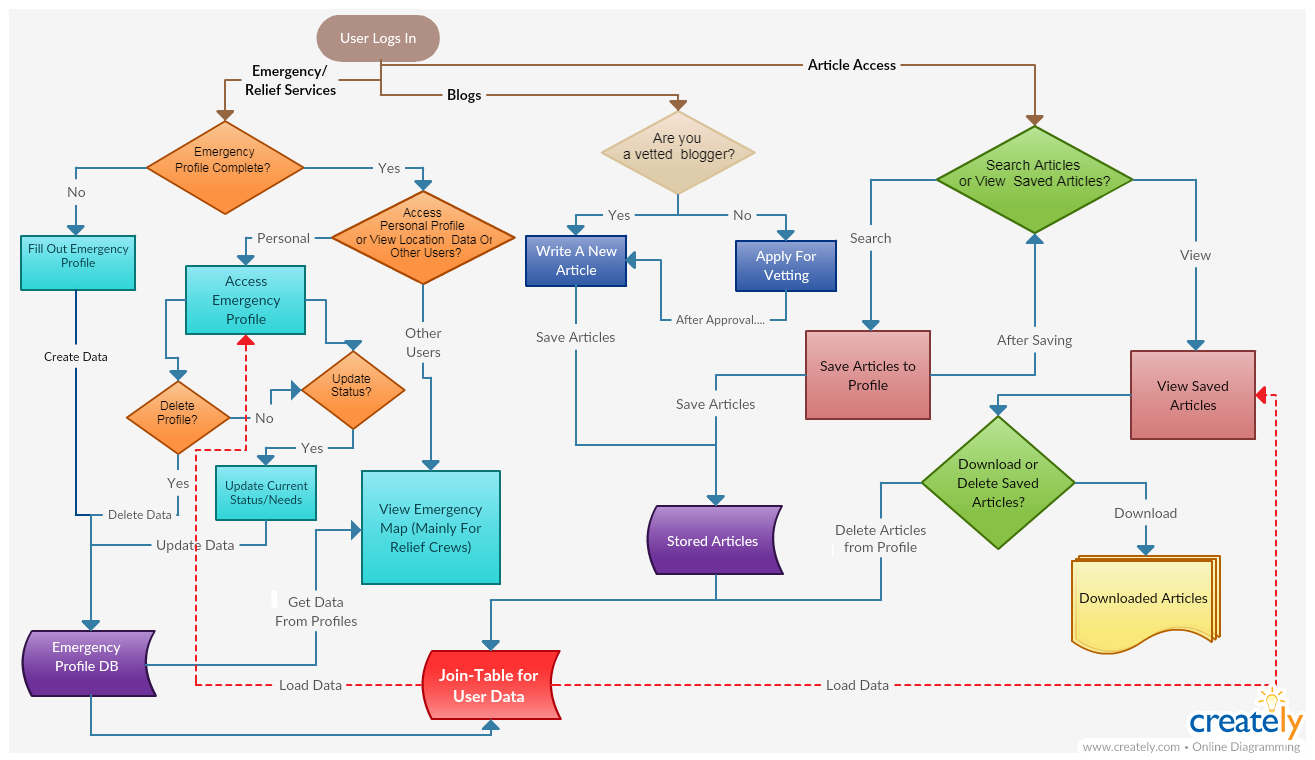 User Logs In
Emergency/
Relief Services
Blogs
Article Access
Emergency
Profile Complete?
Are you
a vetted blogger?
Search Articles
or View Saved Articles?
No
Yes
Access
Personal Profile
or View Location Data Or
Other Users?
Fill Out Emergency
Profile
Personal
Access
Emergency
Profile
Yes
No
Write A New
Article
Apply For
Vetting
After Approval....
Search
View
Create Data
Other
Users
Save Articles
After Saving
Save Articles to
Profile
View Saved
Articles
Delete
Profile?
No
Update
Status?
Save Articles
Yes
Yes
Update Current
Status/Needs
Delete Data
Update Data
View Emergency
Map (Mainly For
Relief Crews)
Stored Articles
Download or
Delete Saved
Articles?
Delete Articles
from Profile
Download
Downloaded Articles
Get Data
From Profiles
Emergency
Profile DB
Load Data
Join-Table for
User Data
Load Data
creately
www.creately.com • Online Diagramming